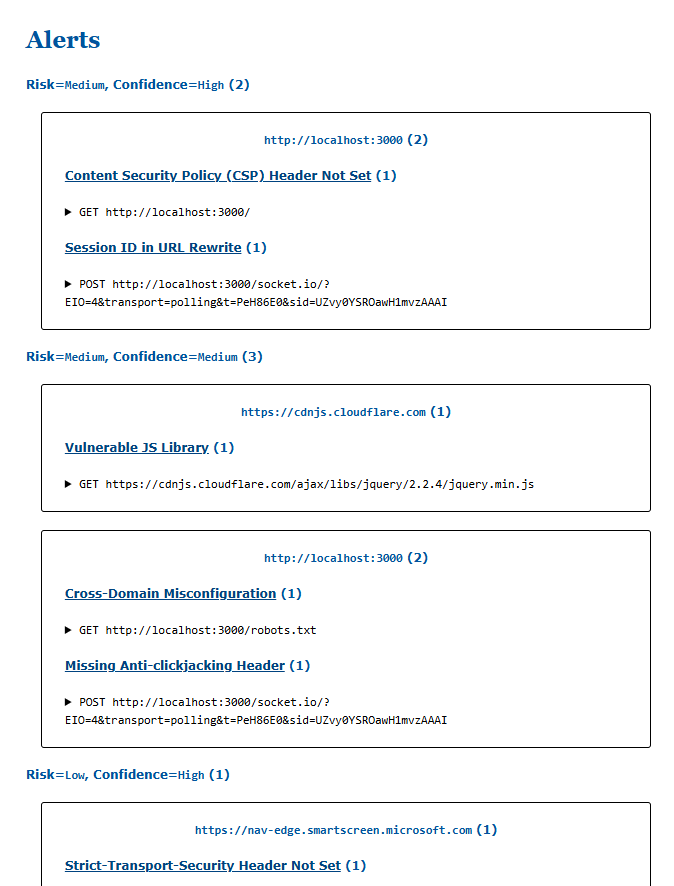 Alerts
Risk=Medium, Confidence=High (2)
http://localhost:3000 (2)
Content Security Policy (CSP) Header Not Set (1)
▶ GET http://localhost:3000/
Session ID in URL Rewrite (1)
▶ POST http://localhost:3000/socket.io/?
EIO=4&transport=polling&t=PeH86E0&sid=UZvy0YSROawH1mvzAAAI
Risk=Medium, Confidence=Medium (3)
https://cdnjs.cloudflare.com (1)
Vulnerable JS Library (1)
▶ GET https://cdnjs.cloudflare.com/ajax/libs/jquery/2.2.4/jquery.min.js
http://localhost:3000 (2)
Cross-Domain Misconfiguration (1)
▶ GET http://localhost:3000/robots.txt
Missing Anti-clickjacking Header (1)
▶ POST http://localhost:3000/socket.io/?
EIO=4&transport=polling&t=PeH86E0&sid=UZvy0YSROawH1mvzAAAI
Risk=Low, Confidence=High (1)
https://nav-edge.smartscreen.microsoft.com (1)
Strict-Transport-Security Header Not Set (1)